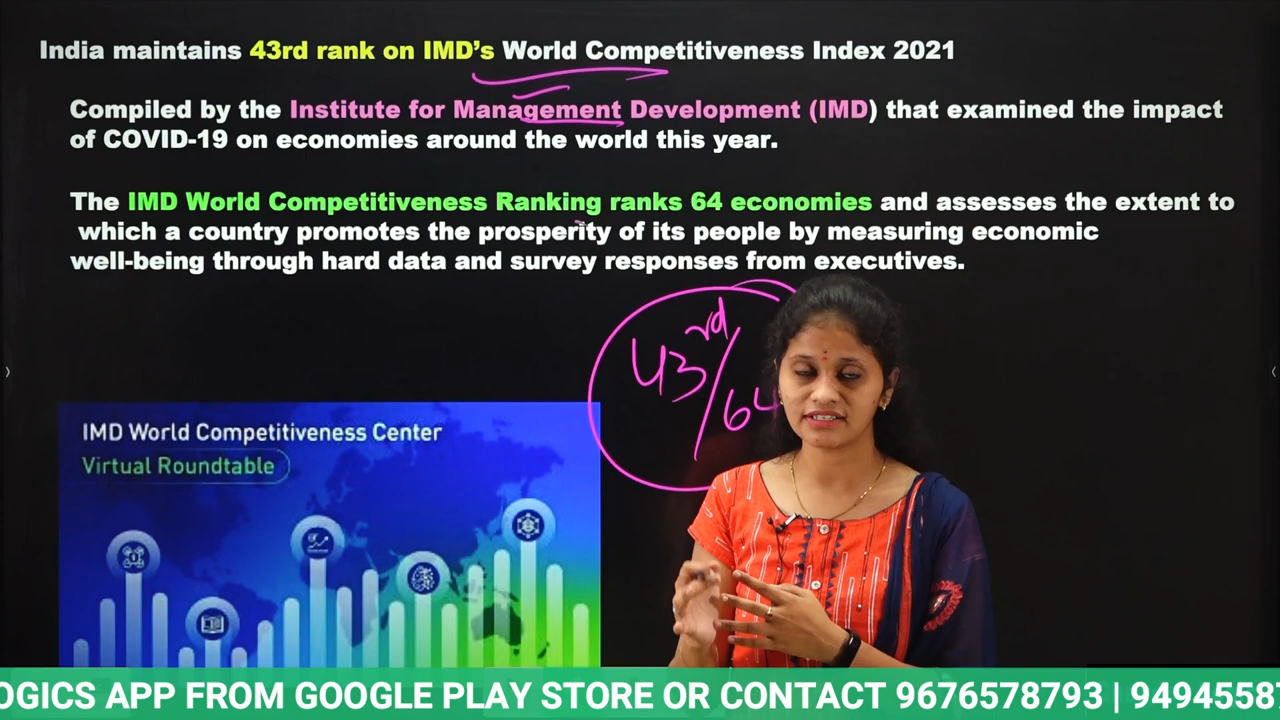 India maintains 43rd rank on IMD's World Competitiveness Index 2021
Compiled by the Institute for Management Development (IMD) that examined the impact
of COVID-19 on economies around the world this year.
The IMD World Competitiveness Ranking ranks 64 economies and assesses the extent to
which a country promotes the prosperity of its people by measuring economic
well-being through hard data and survey responses from executives.
43rd/64
IMD World Competitiveness Center
Virtual Roundtable
OGICS APP FROM GOOGLE PLAY STORE OR CONTACT 9676578793 | 94945587